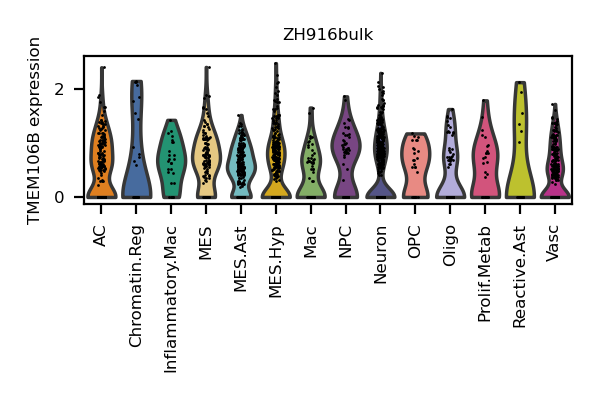 ZH916bulk
TMEM106B expression
2
0
AC
Chromatin.Reg
Inflammatory.Mac
MES
MES.Ast
MES.Hyp
Mac
NPC
Neuron
OPC
Oligo
Prolif.Metab
Reactive.Ast
Vasc